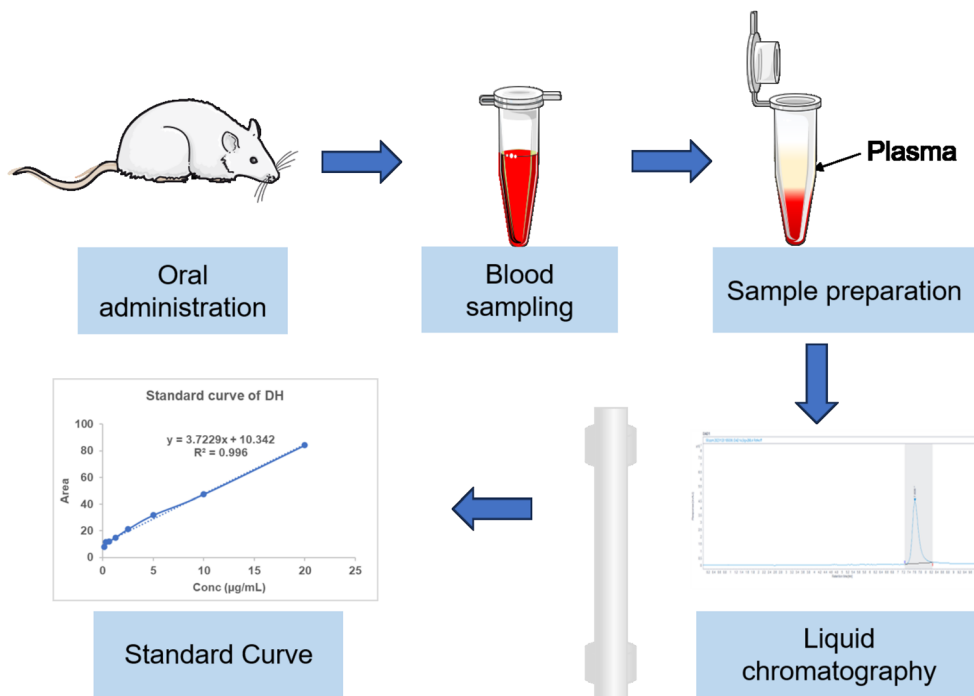 Plasma
Oral
administration
Blood
sampling
Sample preparation
Standard curve of DH
y = 3.7229x + 10.342
R² = 0.996
100
80
60
40
20
0
Area
0 5 10 15 20 25
Conc (µg/mL)
Standard Curve
Liquid
chromatography